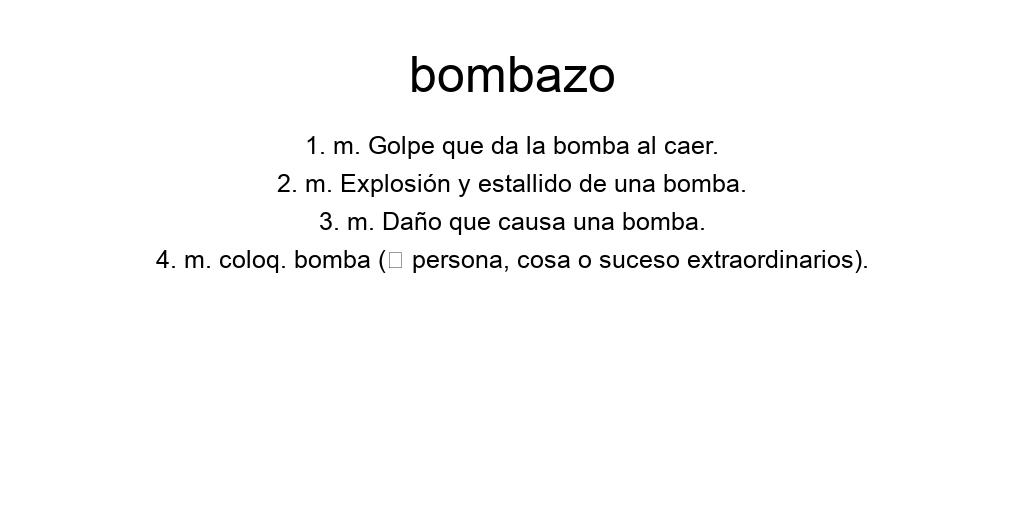 bombazo
1. m. Golpe que da la bomba al caer.
2. m. Explosión y estallido de una bomba.
3. m. Daño que causa una bomba.
4. m. coloq. bomba (□ persona, cosa o suceso extraordinarios).